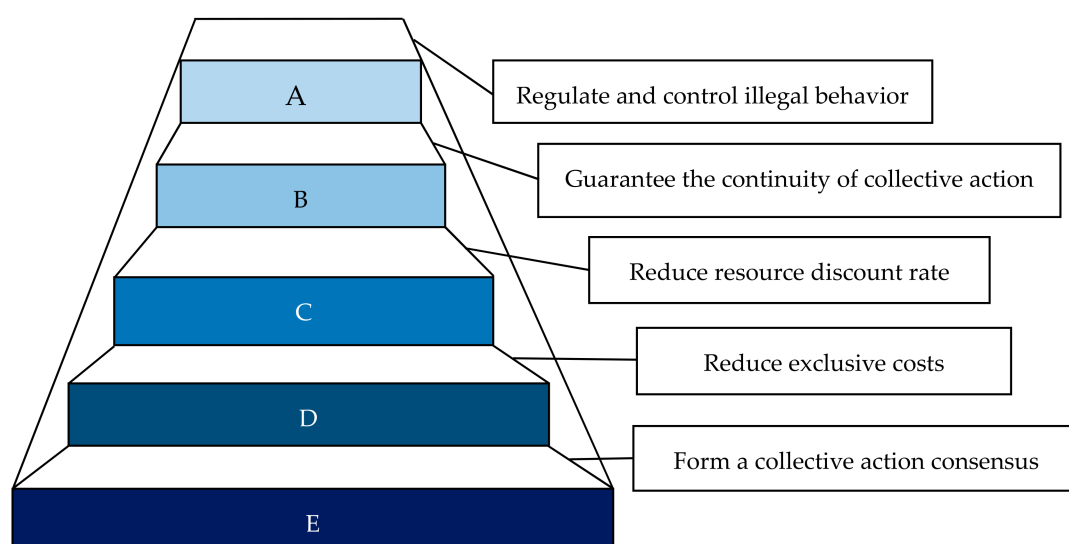 Regulate and control illegal behavior
A
Guarantee the continuity of collective action
B
Reduce resource discount rate
C
Reduce exclusive costs
D
Form a collective action consensus
E